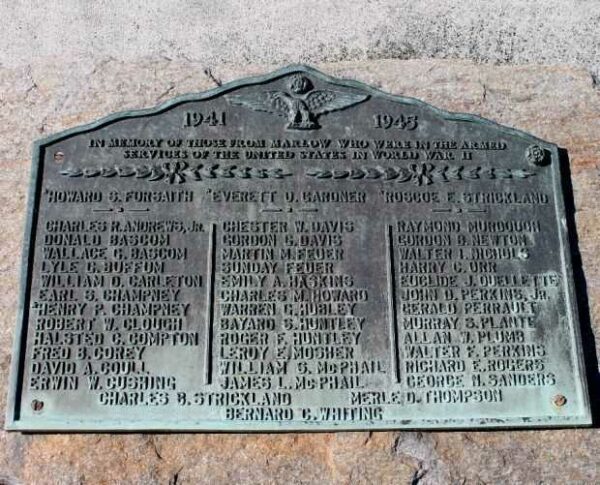 1941 1945
IN MEMORY OF THOSE FROM MARLOW WHO WERE IN THE ARMED
SERVICES OF THE UNITED STATES IN WORLD WAR II
*HOWARD S. FORSAITH *EVERETT D. GARDNER *ROSCOE E. STRICKLAND
CHARLES R. ANDREWS, JR. CHESTER W. DAVIS RAYMOND MURDOUGH
DONALD BASCOM GORDON G. DAVIS GORDON B. NEWTON
WALLACE G. BASCOM MARTIN M. FEUER WALTER I. NICHOLS
LYLE C. BUFFUM SUNDAY FEUER HARRY C. ORR
WILLIAM D. CARLETON EMILY A. HASKINS EUCLIDE J. OUELLETTE
EARL S. CHAMPNEY CHARLES M. HOWARD JOHN D. PERKINS, JR.
*HENRY P. CHAMPNEY WARREN G. HUBLEY GERALD PERRAULT
ROBERT W. CLOUGH BAYARD S. HUNTLEY MURRAY S. PLANTE
HALSTED C. COMPTON ROGER F. HUNTLEY ALLAN W. PLUMB
FRED B. COREY LEROY E. MOSHER WALTER F. PERKINS
DAVID A. COULL WILLIAM S. McPHAIL RICHARD E. ROGERS
ERWIN W. CUSHING JAMES L. McPHAIL GEORGE N. SANDERS
CHARLES B. STRICKLAND MERLE D. THOMPSON
BERNARD C. WHITING